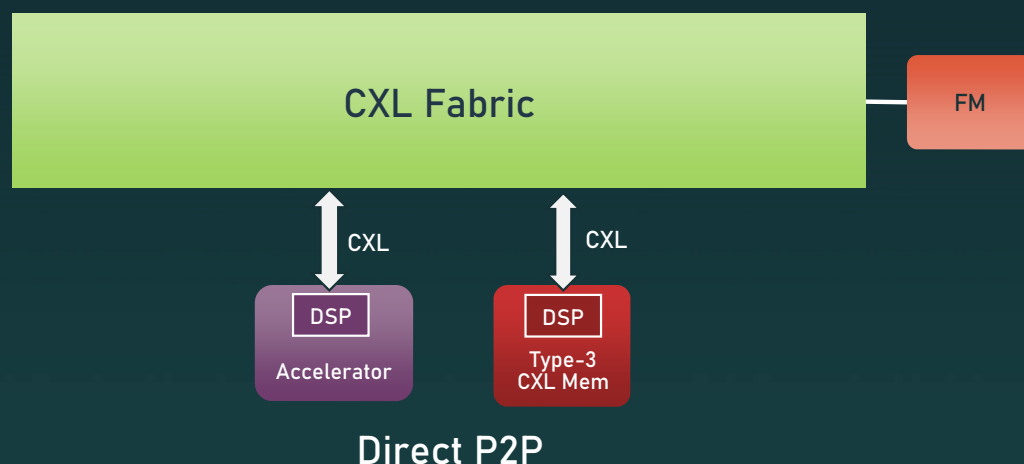 CXL Fabric
FM
CXL
CXL
DSP
Accelerator
DSP
Type-3
CXL Mem
Direct P2P